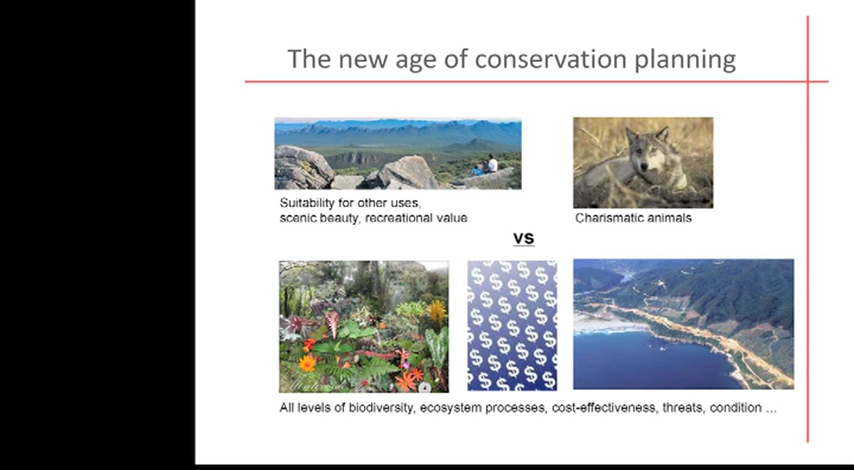 The new age of conservation planning
Suitability for other uses,
scenic beauty, recreational value
Charismatic animals
vs
All levels of biodiversity, ecosystem processes, cost-effectiveness, threats, condition ...